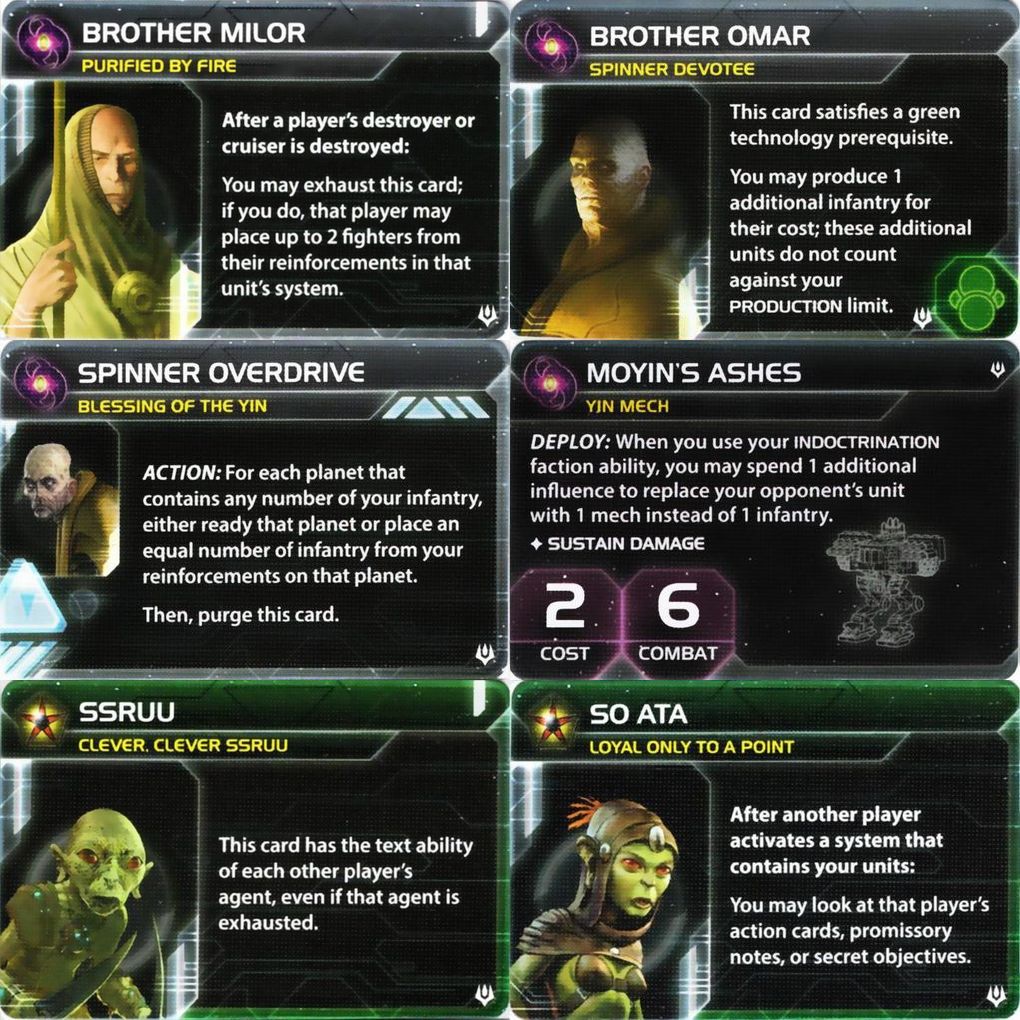 BROTHER MILOR
PURIFIED BY FIRE
After a player's destroyer or
cruiser is destroyed:
You may exhaust this card;
if you do, that player may
place up to 2 fighters from
their reinforcements in that
unit's system.
BROTHER OMAR
SPINNER DEVOTEE
This card satisfies a green
technology prerequisite.
You may produce 1
additional infantry for
their cost; these additional
units do not count
against your
PRODUCTION limit.
SPINNER OVERDRIVE
BLESSING OF THE YIN
ACTION: For each planet that
contains any number of your infantry,
either ready that planet or place an
equal number of infantry from your
reinforcements on that planet.
Then, purge this card.
MOYIN'S ASHES
YIN MECH
DEPLOY: When you use your INDOCTRINATION
faction ability, you may spend 1 additional
influence to replace your opponent's unit
with 1 mech instead of 1 infantry.
✦ SUSTAIN DAMAGE
2 6
COST COMBAT
SSRUU
CLEVER, CLEVER SSRUU
This card has the text ability
of each other player's
agent, even if that agent is
exhausted.
SO ATA
LOYAL ONLY TO A POINT
After another player
activates a system that
contains your units:
You may look at that player's
action cards, promissory
notes, or secret objectives.